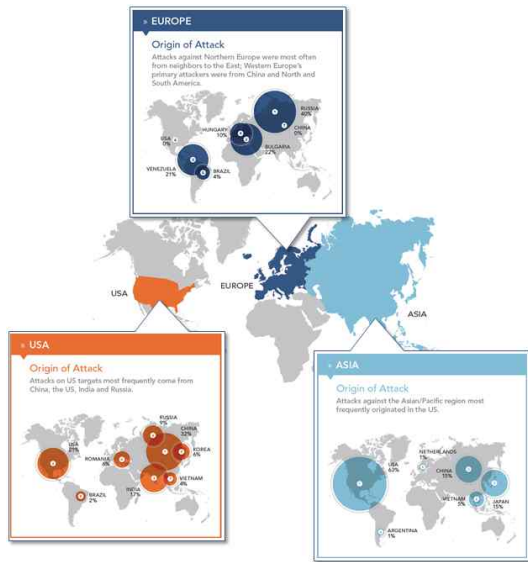 » EUROPE
Origin of Attack
Attacks against Northern Europe were most often
from neighbors to the East; Western Europe's
primary attackers were from China and North and
South America.
RUSSIA
40%
CHINA
0%
USA
0%
HUNGARY
10%
BULGARIA
22%
VENEZUELA
21%
BRAZIL
4%
USA
EUROPE
ASIA
» USA
Origin of Attack
Attacks on US targets most frequently come from
China, the US, India and Russia.
RUSSIA
9%
CHINA
32%
USA
21%
ROMANIA
6%
KOREA
6%
VIETNAM
4%
INDIA
17%
BRAZIL
2%
» ASIA
Origin of Attack
Attacks against the Asian/Pacific region most
frequently originated in the US.
NETHERLANDS
1%
USA
63%
CHINA
15%
VIETNAM
5%
JAPAN
15%
ARGENTINA
1%